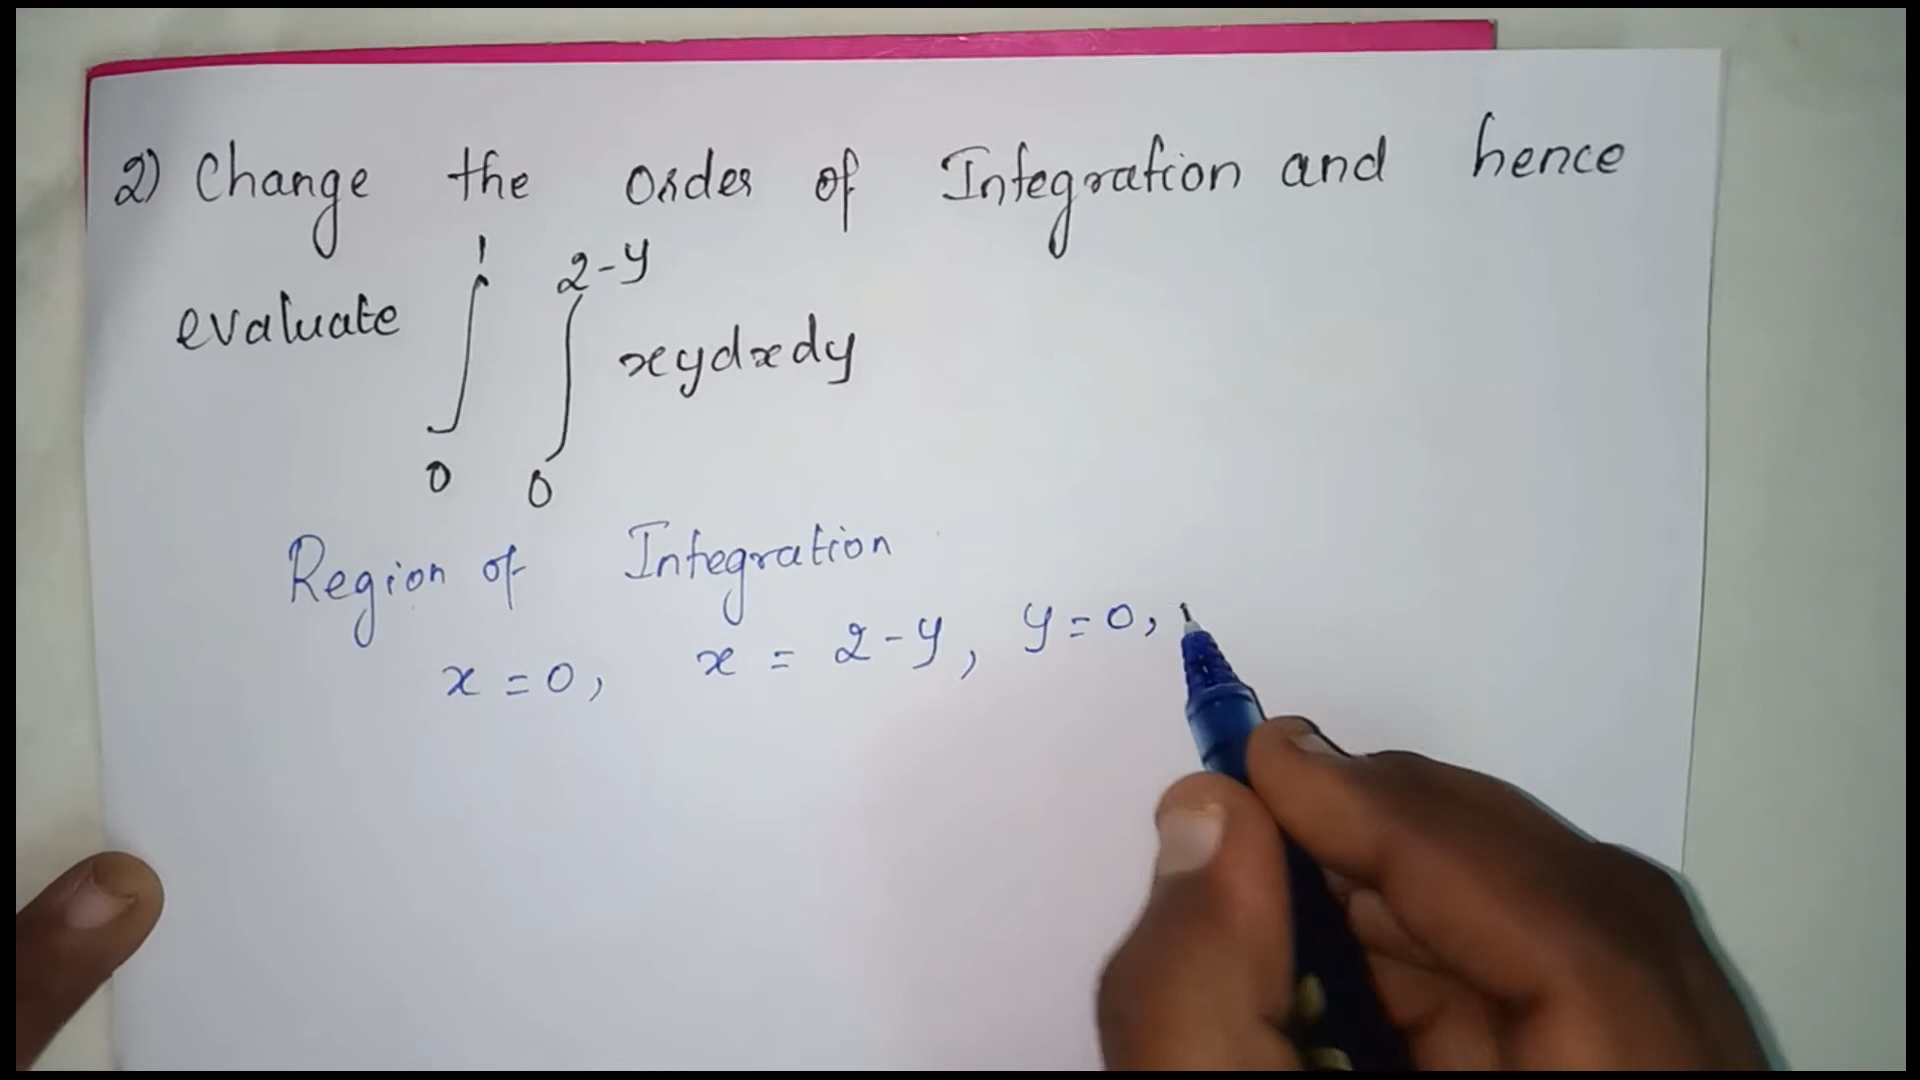 2) Change the order of Integration and hence
evaluate ∫₀¹ ∫₀^{2-y} xydxdy
Region of Integration
x = 0, x = 2-y, y = 0,